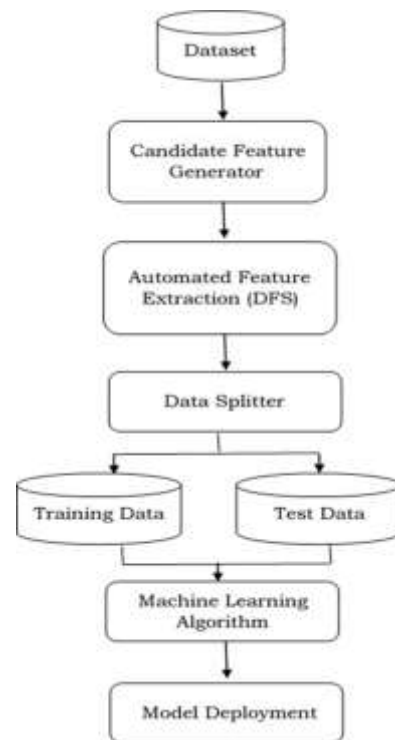 Dataset
Candidate Feature
Generator
Automated Feature
Extraction (DFS)
Data Splitter
Training Data
Test Data
Machine Learning
Algorithm
Model Deployment